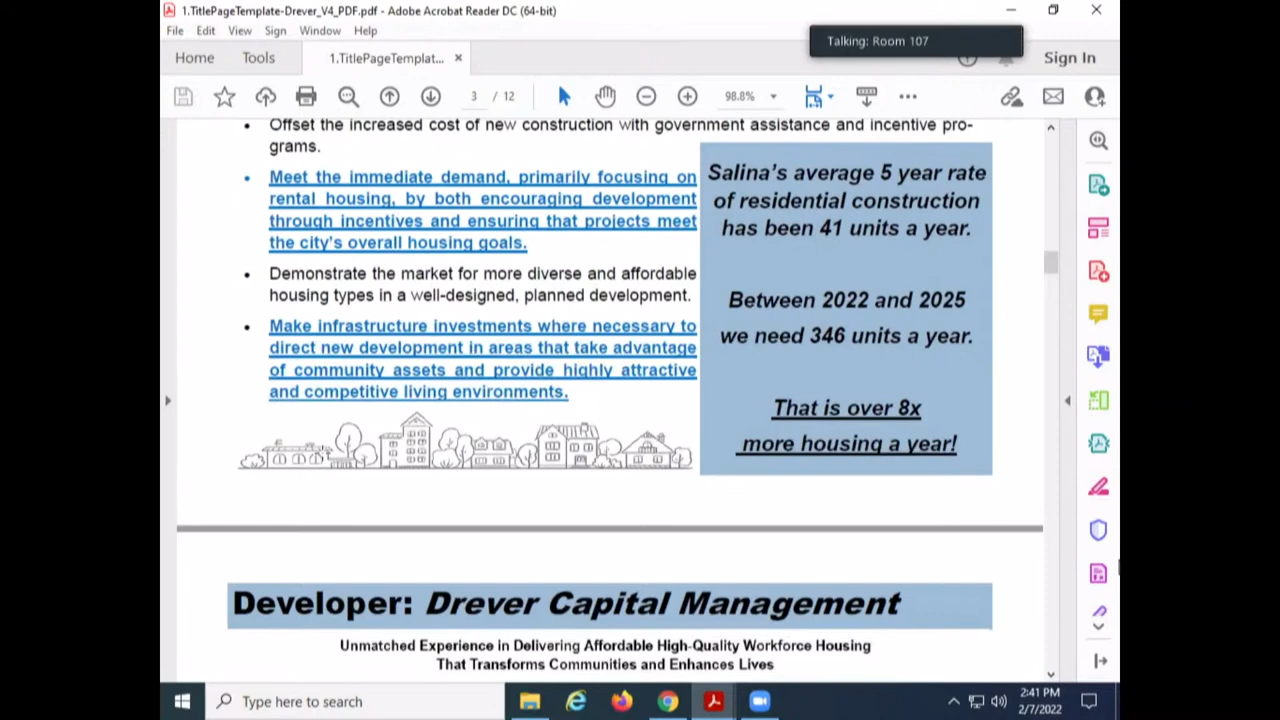 1.TitlePageTemplate-Drever_V4_PDF.pdf - Adobe Acrobat Reader DC (64-bit)
File Edit View Sign Window Help
Talking: Room 107
Home Tools 1.TitlePageTemplat... Sign In
3 / 12 98.8%
• Offset the increased cost of new construction with government assistance and incentive pro-
grams.
• Meet the immediate demand, primarily focusing on
rental housing, by both encouraging development
through incentives and ensuring that projects meet
the city's overall housing goals.
• Demonstrate the market for more diverse and affordable
housing types in a well-designed, planned development.
• Make infrastructure investments where necessary to
direct new development in areas that take advantage
of community assets and provide highly attractive
and competitive living environments.
Salina's average 5 year rate
of residential construction
has been 41 units a year.
Between 2022 and 2025
we need 346 units a year.
That is over 8x
more housing a year!
Developer: Drever Capital Management
Unmatched Experience in Delivering Affordable High-Quality Workforce Housing
That Transforms Communities and Enhances Lives
Type here to search
2:41 PM
2/7/2022